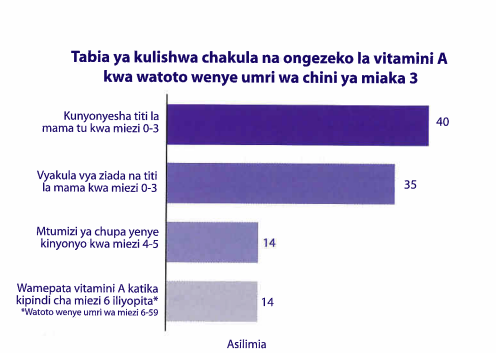 Tabia ya kulishwa chakula na ongezeko la vitamini A
kwa watoto wenye umri wa chini ya miaka 3
Kunyonyesha titi la
mama tu kwa miezi 0-3
40
Vyakula vya ziada na titi
la mama kwa miezi 0-3
35
Mtumizi ya chupa yenye
kinyonyo kwa miezi 4-5
14
Wamepata vitamini A katika
kipindi cha miezi 6 iliyopita*
*Watoto wenye umri wa miezi 6-59
14
Asilimia